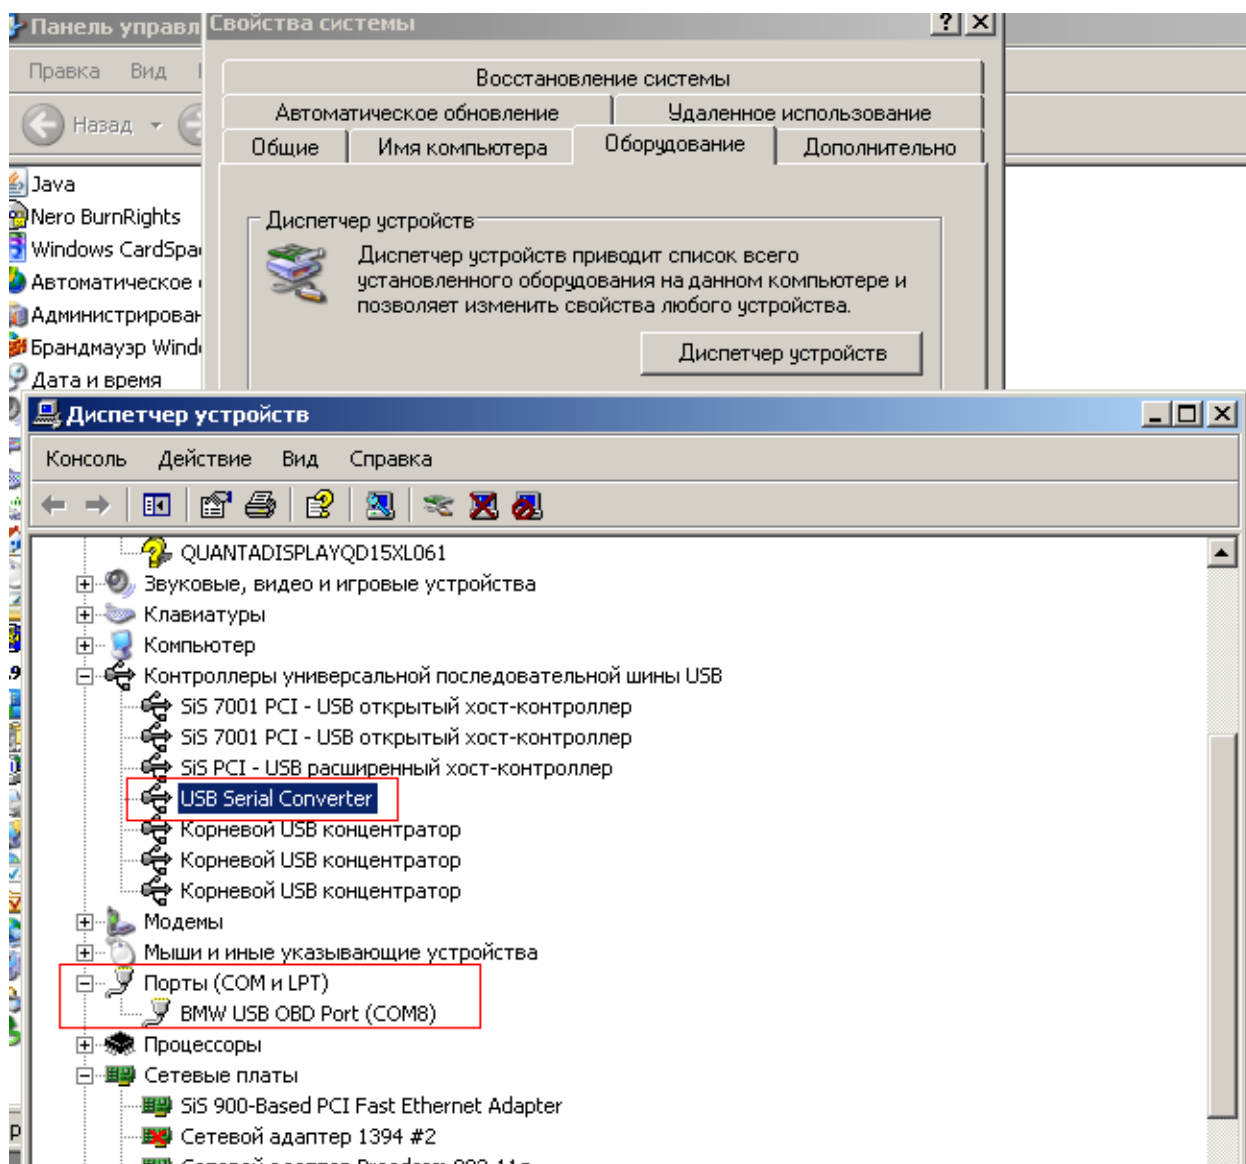 Панель управл
Свойства системы
Правка Вид
Назад
Восстановление системы
Автоматическое обновление Удаленное использование
Общие Имя компьютера Оборудование Дополнительно
Java
Nero BurnRights
Windows CardSpa
Автоматическое
Администрирован
Брандмауэр Windo
Дата и время
Диспетчер устройств
Диспетчер устройств приводит список всего
установленного оборудования на данном компьютере и
позволяет изменить свойства любого устройства.
Диспетчер устройств
Диспетчер устройств
Консоль Действие Вид Справка
QUANTADISPLAYQD15XL061
Звуковые, видео и игровые устройства
Клавиатуры
Компьютер
Контроллеры универсальной последовательной шины USB
SiS 7001 PCI - USB открытый хост-контроллер
SiS 7001 PCI - USB открытый хост-контроллер
SiS PCI - USB расширенный хост-контроллер
USB Serial Converter
Корневой USB концентратор
Корневой USB концентратор
Корневой USB концентратор
Модемы
Мыши и иные указывающие устройства
Порты (COM и LPT)
BMW USB OBD Port (COM8)
Процессоры
Сетевые платы
SiS 900-Based PCI Fast Ethernet Adapter
Сетевой адаптер 1394 #2
Сетевой адаптер Broadcom 802.11g